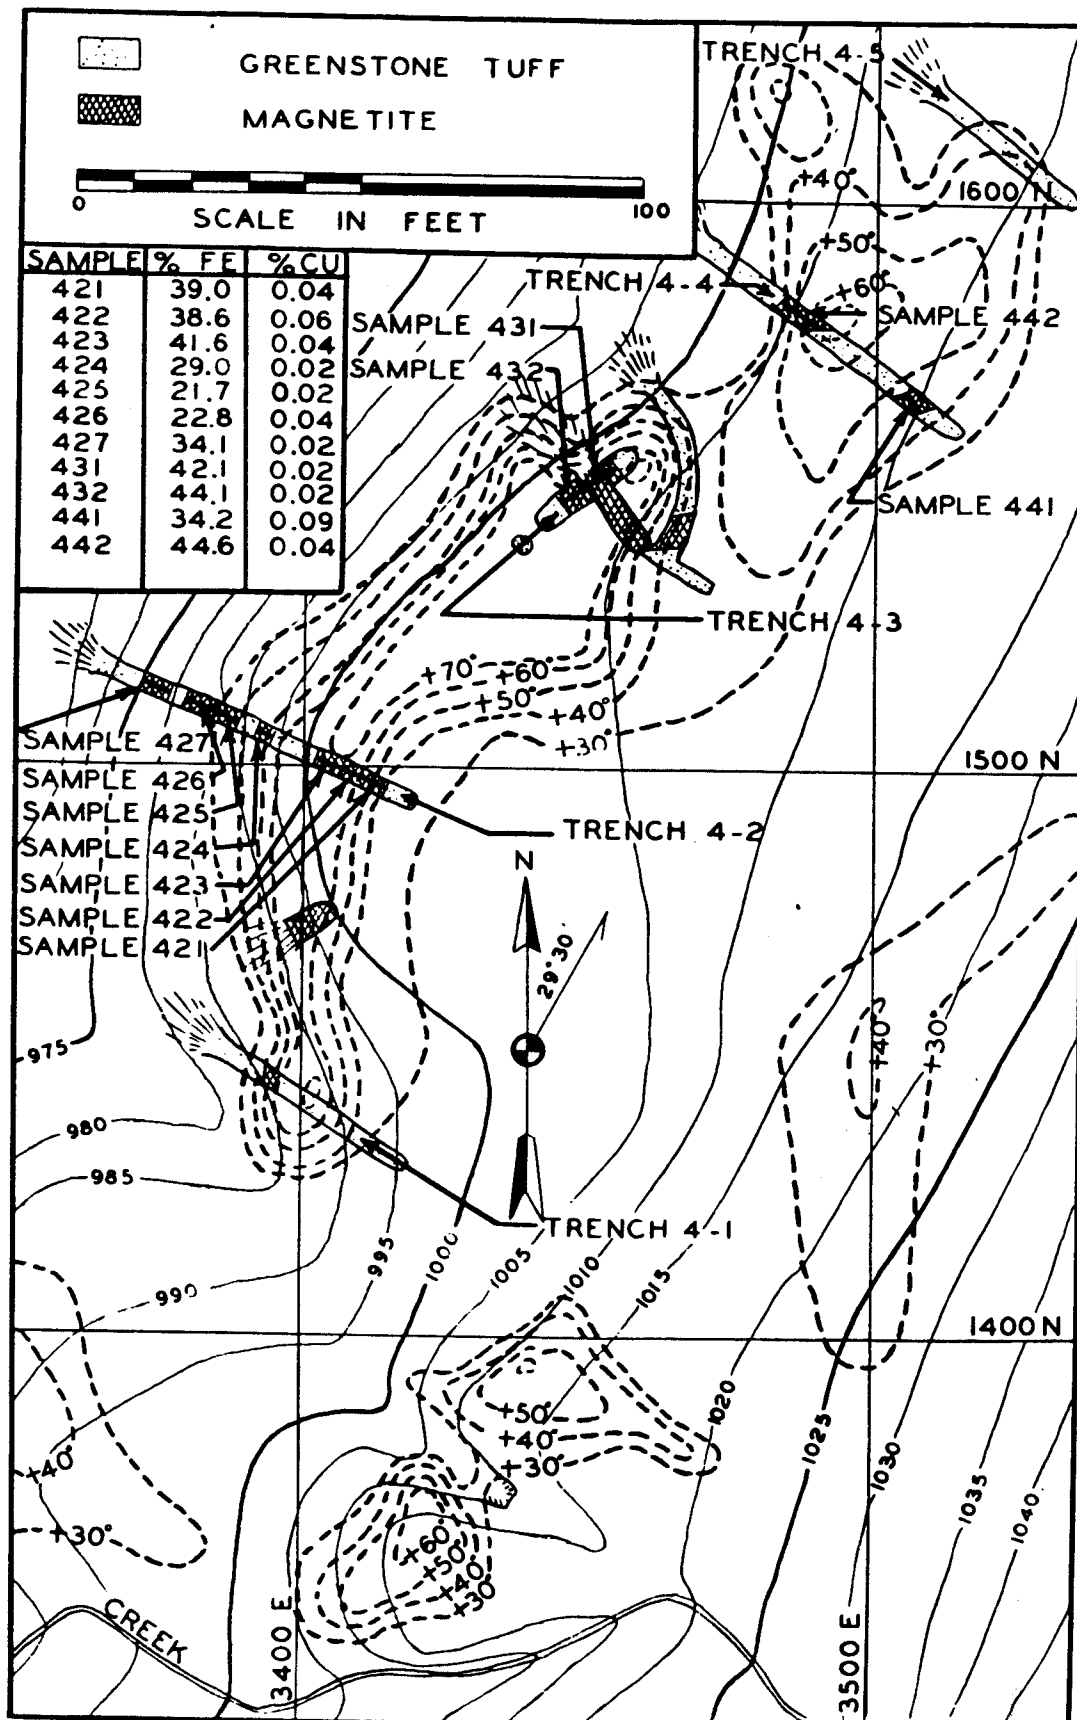 GREENSTONE TUFF
MAGNETITE
0 100
SCALE IN FEET
SAMPLE % FE % CU
421 39.0 0.04
422 38.6 0.06
423 41.6 0.04
424 29.0 0.02
425 21.7 0.02
426 22.8 0.04
427 34.1 0.02
431 42.1 0.02
432 44.1 0.02
441 34.2 0.09
442 44.6 0.04
TRENCH 4-5
+40°
1600 N
+50°
TRENCH 4-4
+60°
SAMPLE 442
SAMPLE 431
SAMPLE 432
SAMPLE 441
TRENCH 4-3
+70°
+60°
+50°
+40°
+30°
SAMPLE 427
SAMPLE 426
SAMPLE 425
SAMPLE 424
SAMPLE 423
SAMPLE 422
SAMPLE 421
1500 N
TRENCH 4-2
N
29°30'
975
980
985
990
995
1000
1005
1010
1015
TRENCH 4-1
+40°
+30°
1400 N
1020
1025
1030
1035
1040
+50°
+40°
+30°
+40°
+30°
+60°
+50°
+40°
+30°
CREEK
3400 E
3500 E